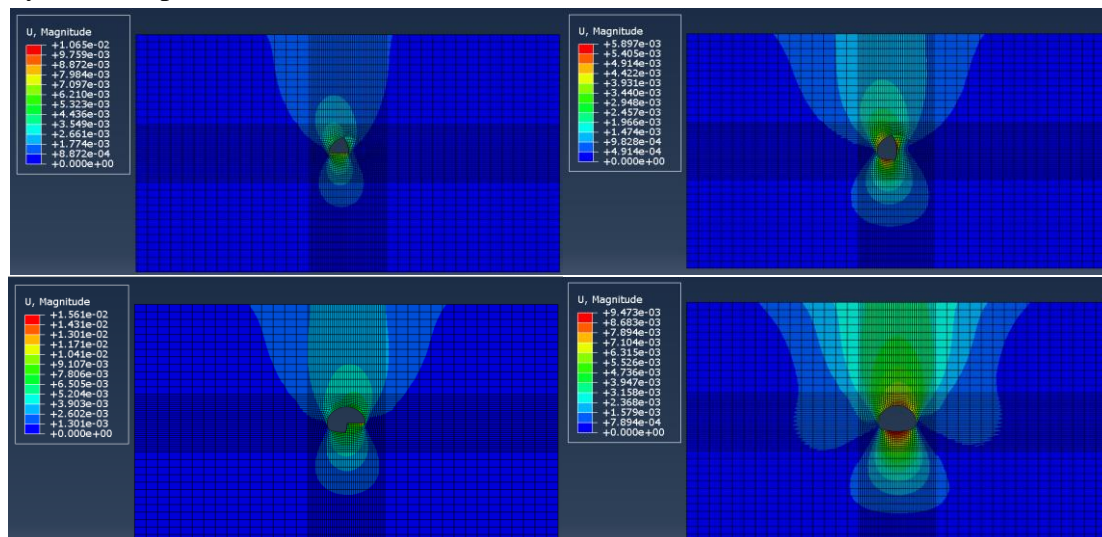 U, Magnitude
+1.065e-02
+9.759e-03
+8.872e-03
+7.984e-03
+7.097e-03
+6.210e-03
+5.323e-03
+4.436e-03
+3.549e-03
+2.661e-03
+1.774e-03
+8.872e-04
+0.000e+00
U, Magnitude
+5.897e-03
+5.405e-03
+4.914e-03
+4.422e-03
+3.931e-03
+3.440e-03
+2.948e-03
+2.457e-03
+1.966e-03
+1.474e-03
+9.828e-04
+4.914e-04
+0.000e+00
U, Magnitude
+1.561e-02
+1.431e-02
+1.301e-02
+1.171e-02
+1.041e-02
+9.107e-03
+7.806e-03
+6.505e-03
+5.204e-03
+3.903e-03
+2.602e-03
+1.301e-03
+0.000e+00
U, Magnitude
+9.473e-03
+8.683e-03
+7.894e-03
+7.104e-03
+6.315e-03
+5.526e-03
+4.736e-03
+3.947e-03
+3.158e-03
+2.368e-03
+1.579e-03
+7.894e-04
+0.000e+00